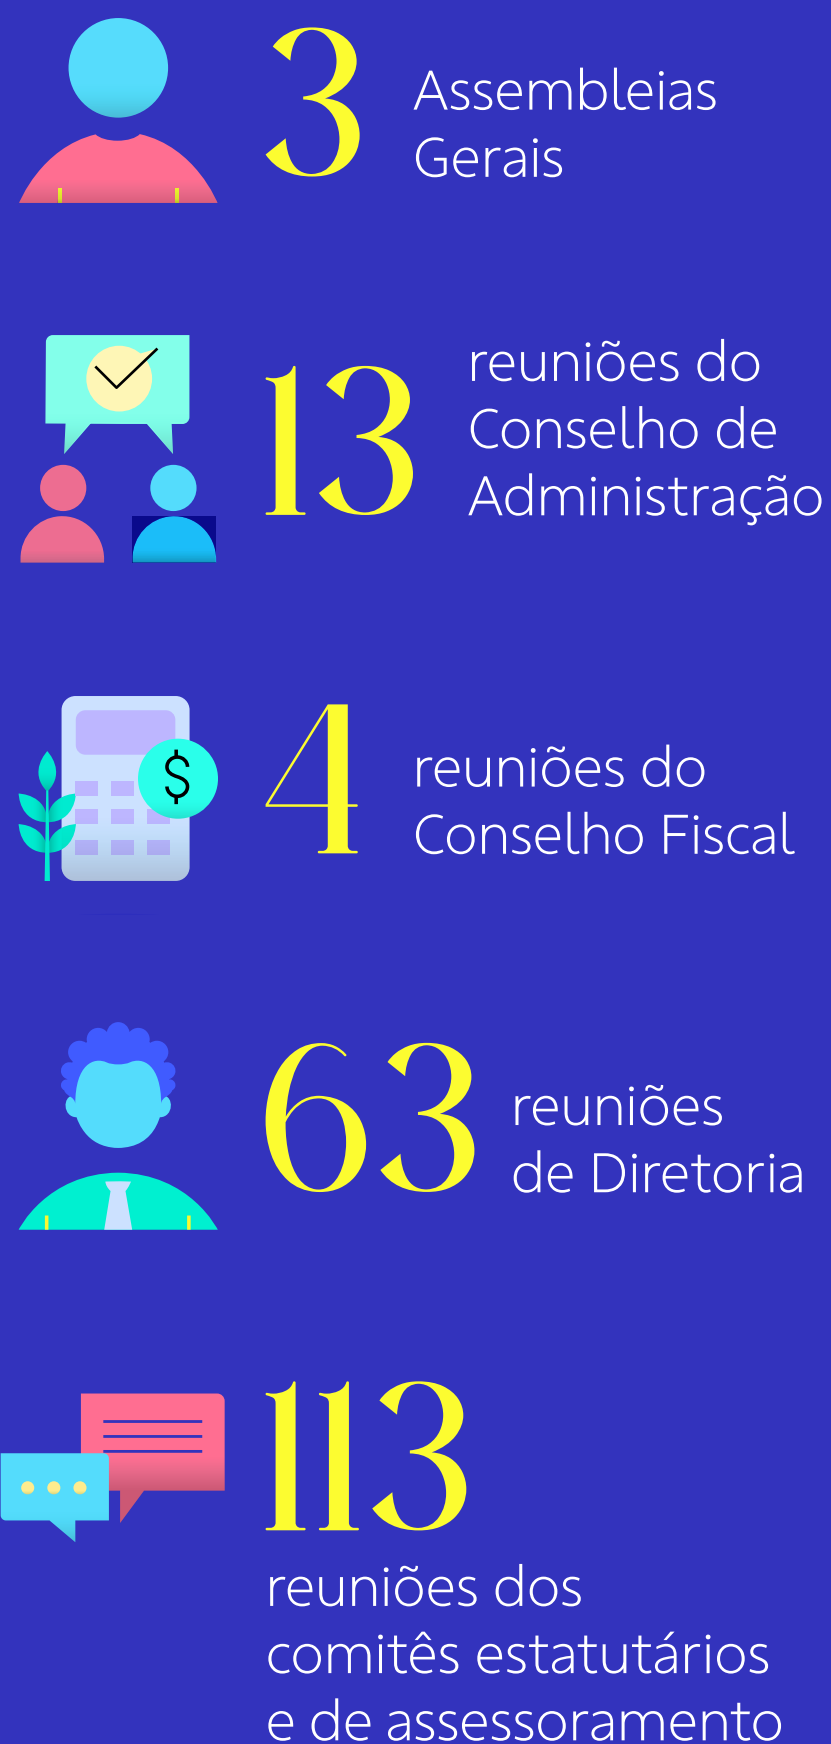 3
Assembleias
Gerais
13
reuniões do
Conselho de
Administração
$
4
reuniões do
Conselho Fiscal
63
reuniões
de Diretoria
113
reuniões dos
comitês estatutários
e de assessoramento